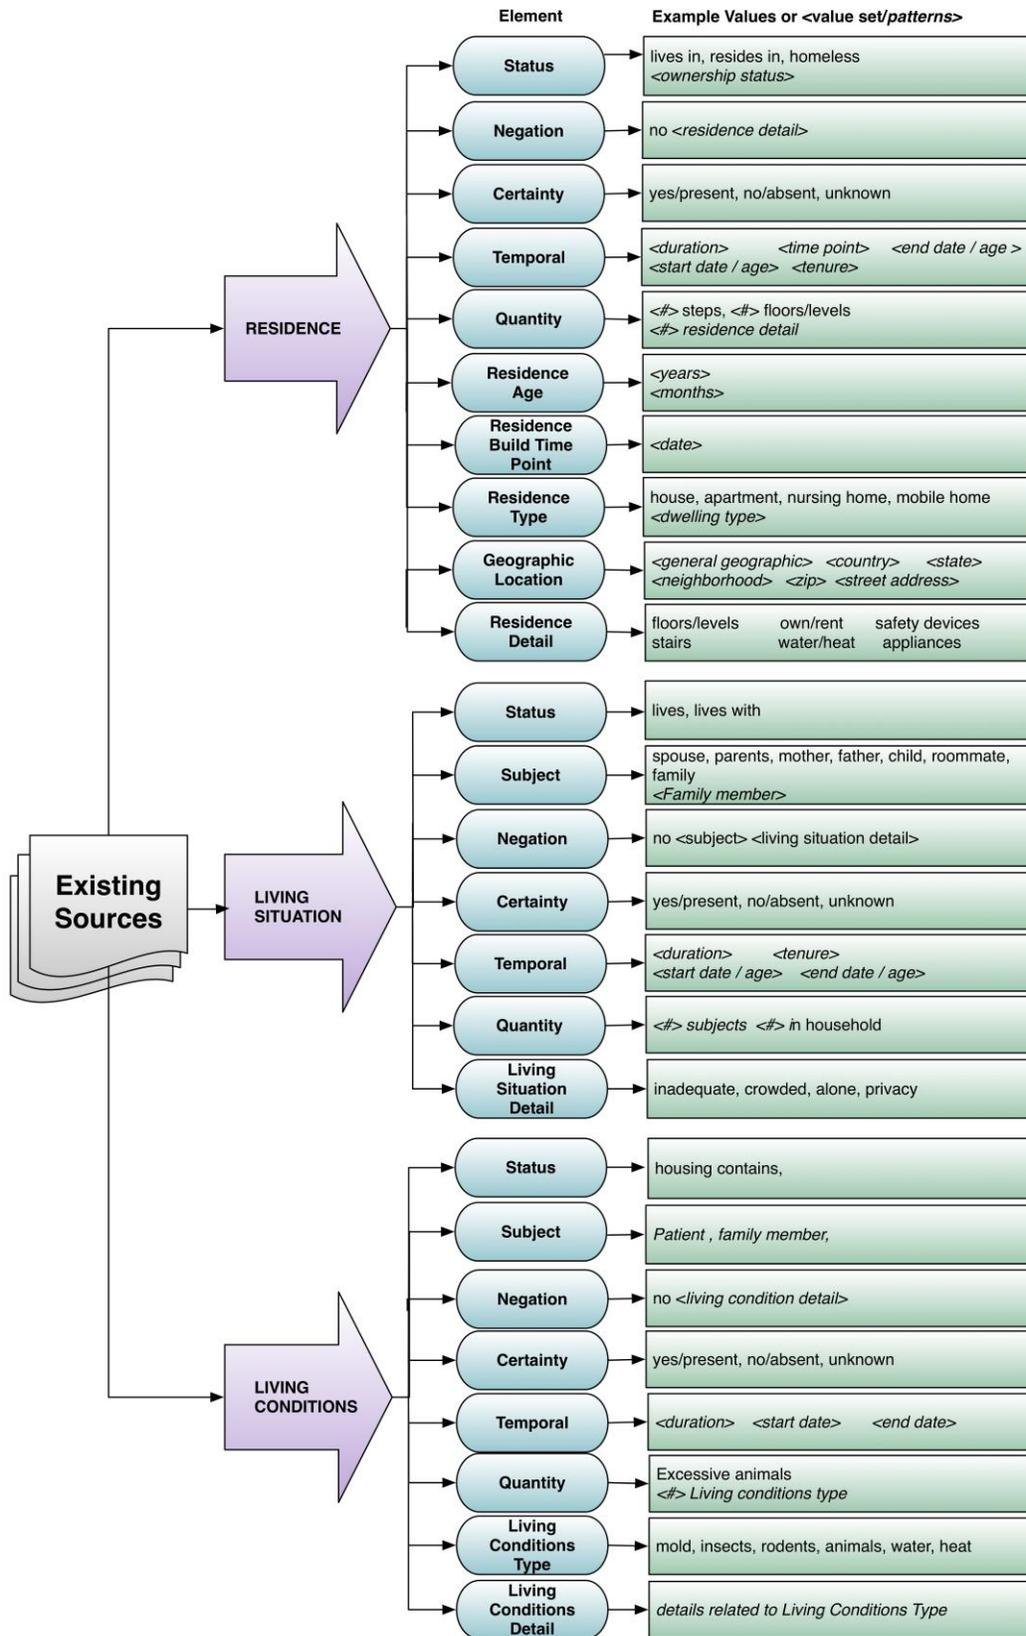 Element
Example Values or <value set/patterns>
Existing
Sources
RESIDENCE
Status
lives in, resides in, homeless
<ownership status>
Negation
no <residence detail>
Certainty
yes/present, no/absent, unknown
Temporal
<duration> <time point> <end date / age >
<start date / age> <tenure>
Quantity
<#> steps, <#> floors/levels
<#> residence detail
Residence
Age
<years>
<months>
Residence
Build Time
Point
<date>
Residence
Type
house, apartment, nursing home, mobile home
<dwelling type>
Geographic
Location
<general geographic> <country> <state>
<neighborhood> <zip> <street address>
Residence
Detail
floors/levels own/rent safety devices
stairs water/heat appliances
LIVING
SITUATION
Status
lives, lives with
Subject
spouse, parents, mother, father, child, roommate,
family
<Family member>
Negation
no <subject> <living situation detail>
Certainty
yes/present, no/absent, unknown
Temporal
<duration> <tenure>
<start date / age> <end date / age>
Quantity
<#> subjects <#> in household
Living
Situation
Detail
inadequate, crowded, alone, privacy
LIVING
CONDITIONS
Status
housing contains,
Subject
Patient , family member,
Negation
no <living condition detail>
Certainty
yes/present, no/absent, unknown
Temporal
<duration> <start date> <end date>
Quantity
Excessive animals
<#> Living conditions type
Living
Conditions
Type
mold, insects, rodents, animals, water, heat
Living
Conditions
Detail
details related to Living Conditions Type